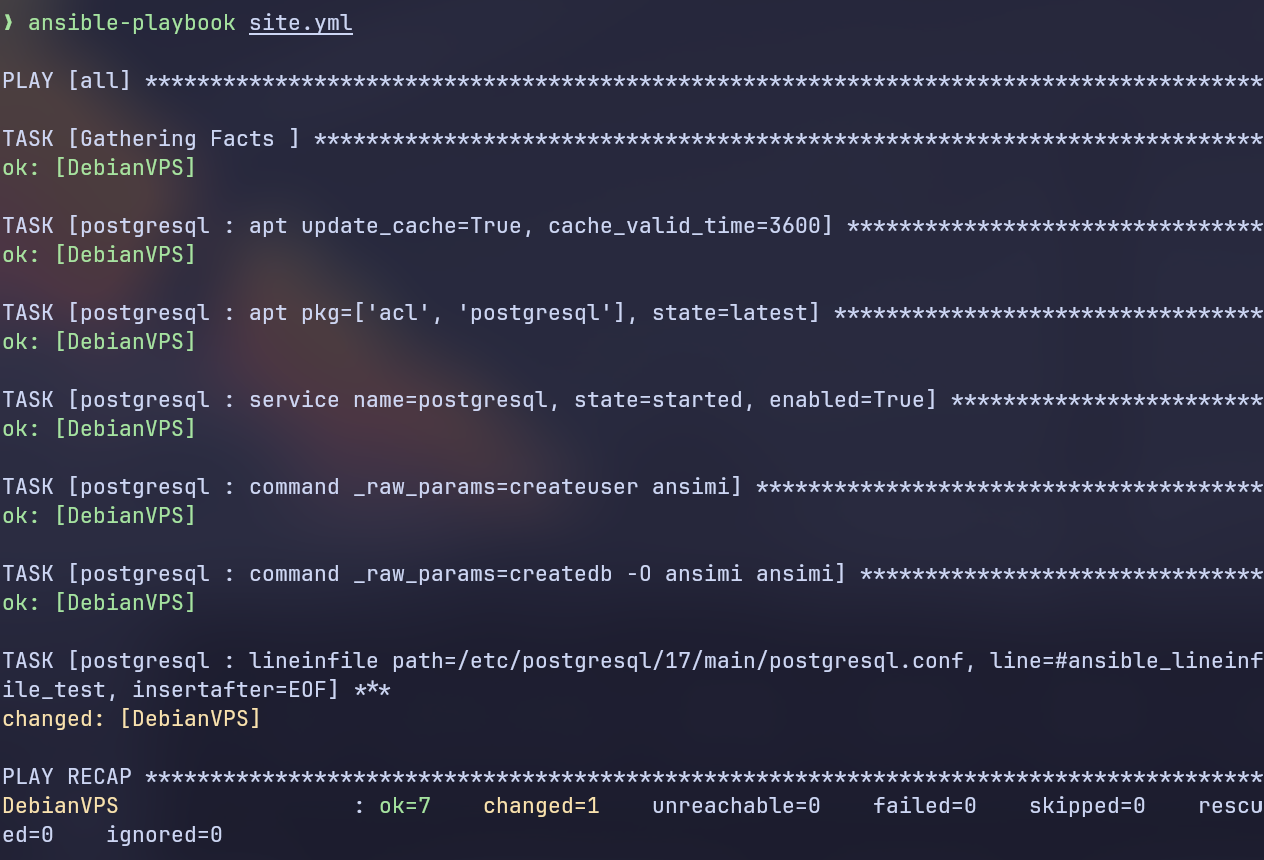 ❱ ansible-playbook site.yml
PLAY [all] **************************************************************************************
TASK [Gathering Facts ] *************************************************************************
ok: [DebianVPS]
TASK [postgresql : apt update_cache=True, cache_valid_time=3600] ********************************
ok: [DebianVPS]
TASK [postgresql : apt pkg=['acl', 'postgresql'], state=latest] *********************************
ok: [DebianVPS]
TASK [postgresql : service name=postgresql, state=started, enabled=True] ************************
ok: [DebianVPS]
TASK [postgresql : command _raw_params=createuser ansimi] ***************************************
ok: [DebianVPS]
TASK [postgresql : command _raw_params=createdb -O ansimi ansimi] *******************************
ok: [DebianVPS]
TASK [postgresql : lineinfile path=/etc/postgresql/17/main/postgresql.conf, line=#ansible_lineinf
ile_test, insertafter=EOF] ***
changed: [DebianVPS]
PLAY RECAP **************************************************************************************
DebianVPS                  : ok=7    changed=1    unreachable=0    failed=0    skipped=0    rescu
ed=0    ignored=0